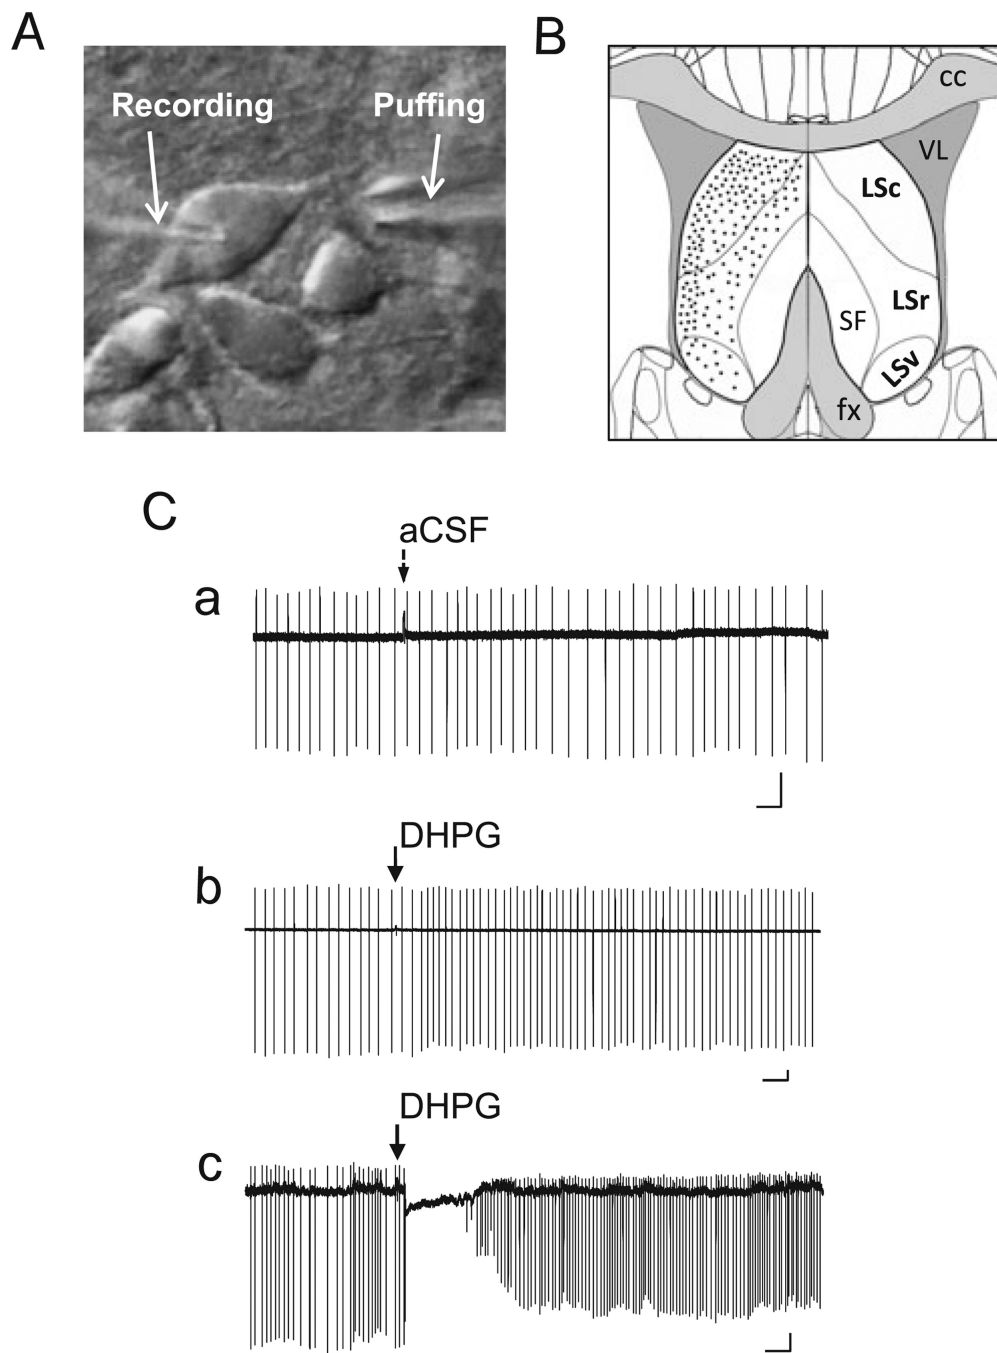 A
Recording
Puffing
B
cc
VL
LSc
LSr
SF
LSv
fx
C
aCSF
a
DHPG
b
DHPG
c